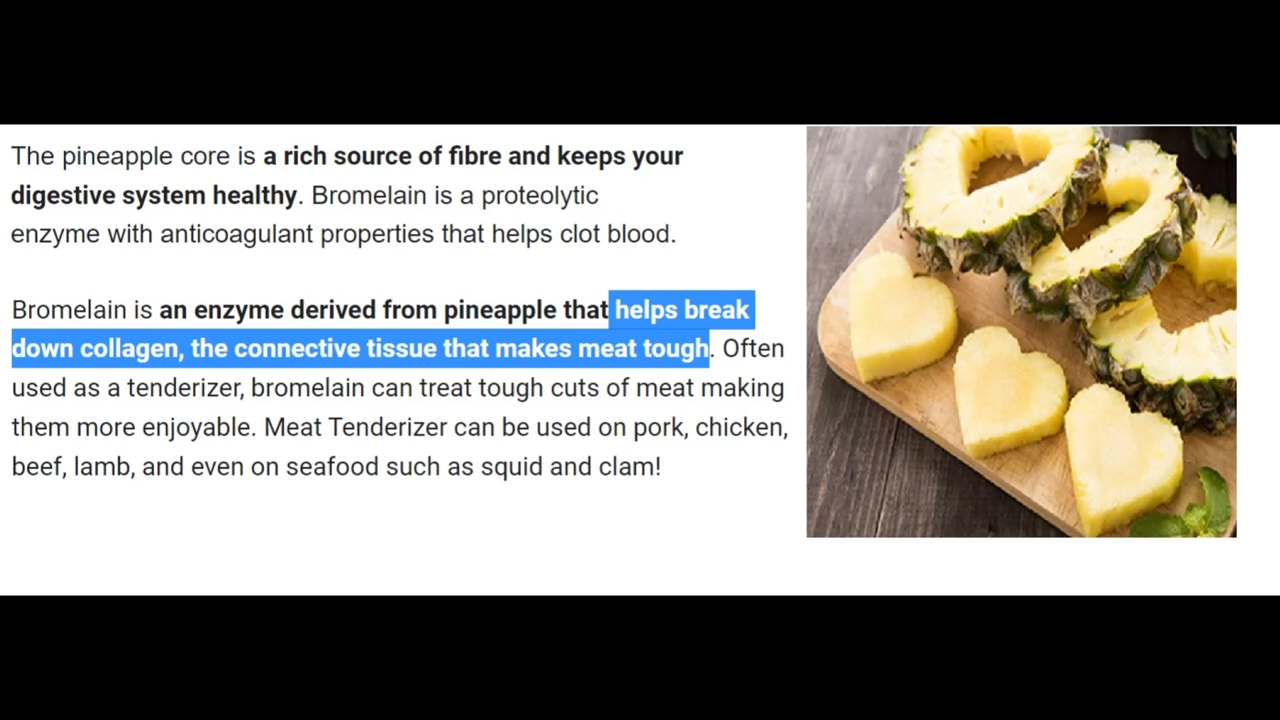 The pineapple core is a rich source of fibre and keeps your
digestive system healthy. Bromelain is a proteolytic
enzyme with anticoagulant properties that helps clot blood.
Bromelain is an enzyme derived from pineapple that helps break
down collagen, the connective tissue that makes meat tough. Often
used as a tenderizer, bromelain can treat tough cuts of meat making
them more enjoyable. Meat Tenderizer can be used on pork, chicken,
beef, lamb, and even on seafood such as squid and clam!